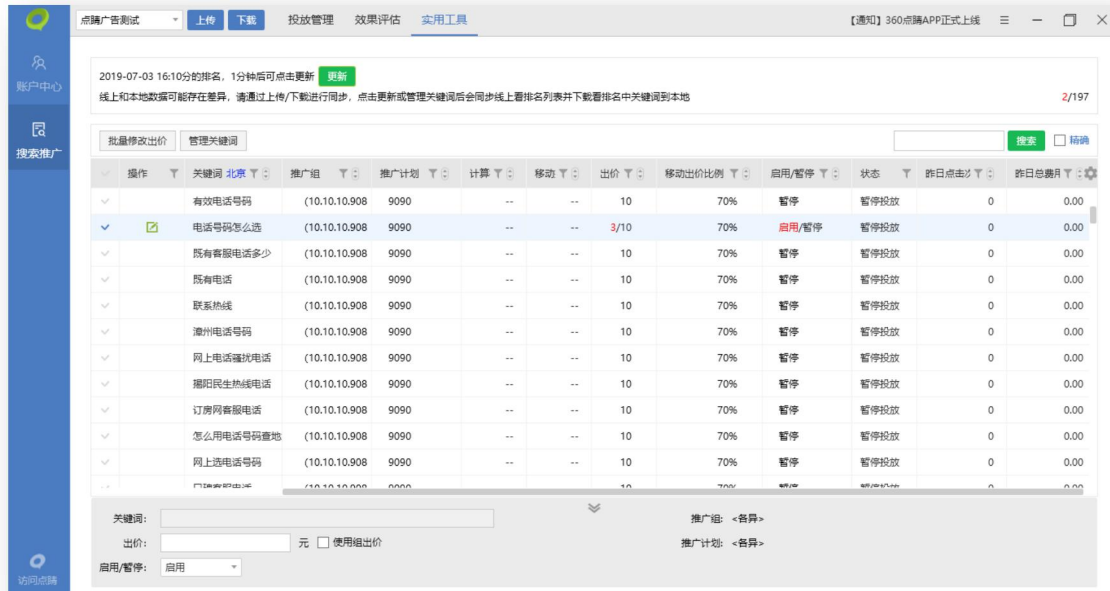 点睛广告测试 上传 下载 投放管理 效果评估 实用工具 【通知】360点睛APP正式上线
账户中心
搜索推广
访问点睛
2019-07-03 16:10分的排名，1分钟后可点击更新 更新
线上和本地数据可能存在差异，请通过上传/下载进行同步，点击更新或管理关键词后会同步线上看排名列表并下载看排名中关键词到本地 2/197
批量修改出价 管理关键词 搜索 精确
操作 关键词 北京 推广组 推广计划 计算 移动 出价 移动出价比例 启用/暂停 状态 昨日点击 昨日总费
有效电话号码 (10.10.10.908 9090 -- -- 10 70% 暂停 暂停投放 0 0.00
电话号码怎么选 (10.10.10.908 9090 -- -- 3/10 70% 启用/暂停 暂停投放 0 0.00
既有客服电话多少 (10.10.10.908 9090 -- -- 10 70% 暂停 暂停投放 0 0.00
既有电话 (10.10.10.908 9090 -- -- 10 70% 暂停 暂停投放 0 0.00
联系热线 (10.10.10.908 9090 -- -- 10 70% 暂停 暂停投放 0 0.00
漳州电话号码 (10.10.10.908 9090 -- -- 10 70% 暂停 暂停投放 0 0.00
网上电话骚扰电话 (10.10.10.908 9090 -- -- 10 70% 暂停 暂停投放 0 0.00
揭阳民生热线电话 (10.10.10.908 9090 -- -- 10 70% 暂停 暂停投放 0 0.00
订房网客服电话 (10.10.10.908 9090 -- -- 10 70% 暂停 暂停投放 0 0.00
怎么用电话号码查地 (10.10.10.908 9090 -- -- 10 70% 暂停 暂停投放 0 0.00
网上选电话号码 (10.10.10.908 9090 -- -- 10 70% 暂停 暂停投放 0 0.00
关键词: 推广组: <各异>
出价: 元 使用组出价 推广计划: <各异>
启用/暂停: 启用